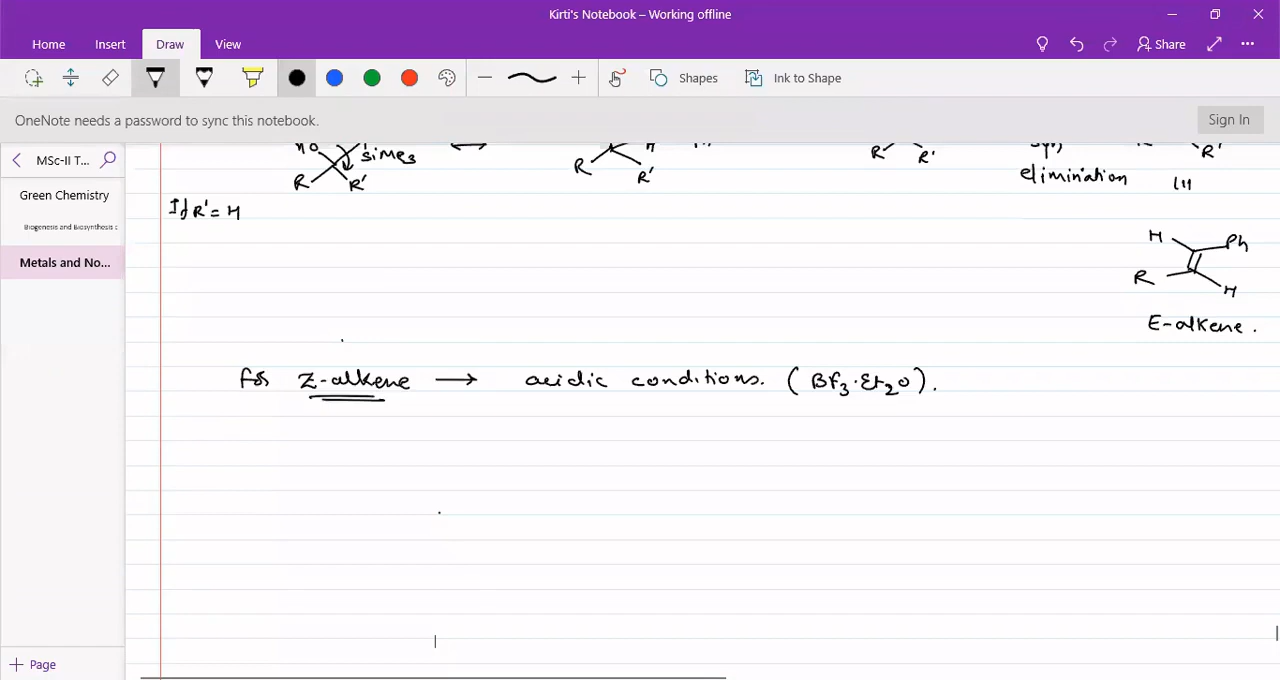 Kirti's Notebook – Working offline
Home Insert Draw View
Share
Shapes Ink to Shape
OneNote needs a password to sync this notebook. Sign In
MSc-II T...
Green Chemistry
Biogenesis and Biosynthesis
Metals and No...
Page
HO SiMe3
R R'
H
R R'
R R'
Syn
elimination
R'
If R' = H
H Ph
R H
E-alkene.
for Z-alkene → acidic conditions. (BF3·Et2O).